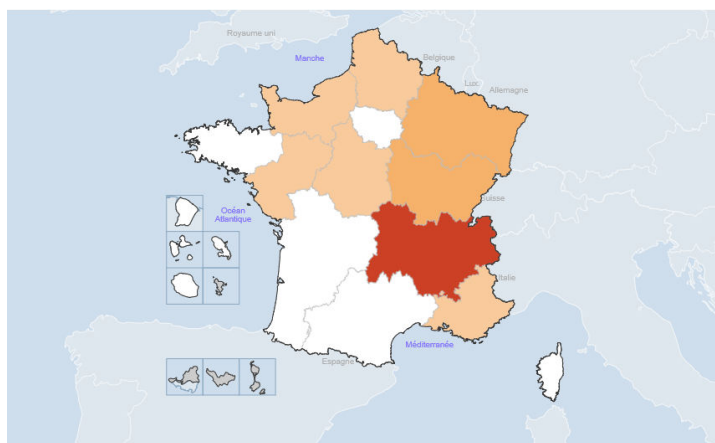 Royaume uni
Manche
Belgique
Lux
Allemagne
Suisse
Océan
Atlantique
Italie
Méditerranée
Espagne